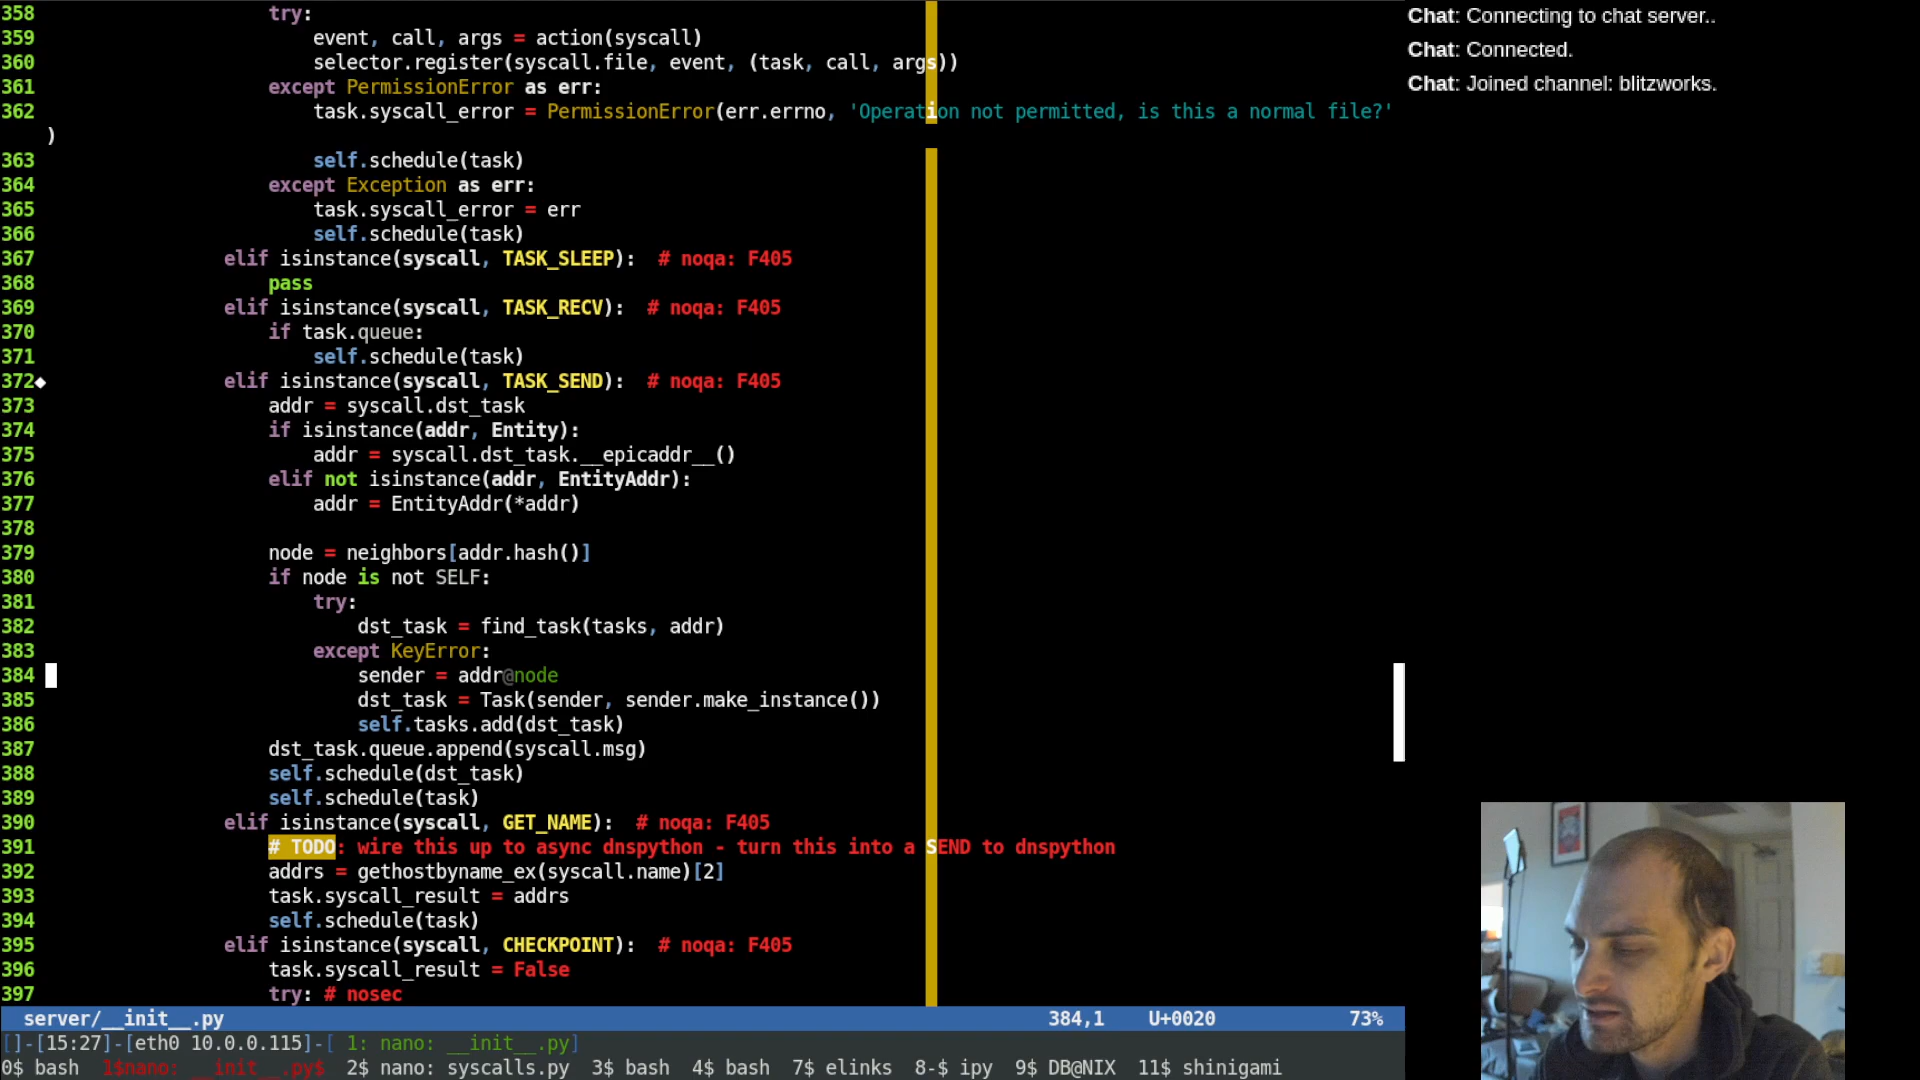 358 try:
359 event, call, args = action(syscall)
360 selector.register(syscall.file, event, (task, call, args))
361 except PermissionError as err:
362 task.syscall_error = PermissionError(err.errno, 'Operation not permitted, is this a normal file?'
)
363 self.schedule(task)
364 except Exception as err:
365 task.syscall_error = err
366 self.schedule(task)
367 elif isinstance(syscall, TASK_SLEEP):  # noqa: F405
368 pass
369 elif isinstance(syscall, TASK_RECV):  # noqa: F405
370 if task.queue:
371 self.schedule(task)
372◆ elif isinstance(syscall, TASK_SEND):  # noqa: F405
373 addr = syscall.dst_task
374 if isinstance(addr, Entity):
375 addr = syscall.dst_task.__epicaddr__()
376 elif not isinstance(addr, EntityAddr):
377 addr = EntityAddr(*addr)
378
379 node = neighbors[addr.hash()]
380 if node is not SELF:
381 try:
382 dst_task = find_task(tasks, addr)
383 except KeyError:
384 sender = addr@node
385 dst_task = Task(sender, sender.make_instance())
386 self.tasks.add(dst_task)
387 dst_task.queue.append(syscall.msg)
388 self.schedule(dst_task)
389 self.schedule(task)
390 elif isinstance(syscall, GET_NAME):  # noqa: F405
391 # TODO: wire this up to async dnspython - turn this into a SEND to dnspython
392 addrs = gethostbyname_ex(syscall.name)[2]
393 task.syscall_result = addrs
394 self.schedule(task)
395 elif isinstance(syscall, CHECKPOINT):  # noqa: F405
396 task.syscall_result = False
397 try: # nosec
server/__init__.py 384,1 U+0020 73%
[]-[15:27]-[eth0 10.0.0.115]-[ 1: nano: __init__.py]
0$ bash 1$nano: __init__.py$ 2$ nano: syscalls.py 3$ bash 4$ bash 7$ elinks 8-$ ipy 9$ DB@NIX 11$ shinigami
Chat: Connecting to chat server..
Chat: Connected.
Chat: Joined channel: blitzworks.